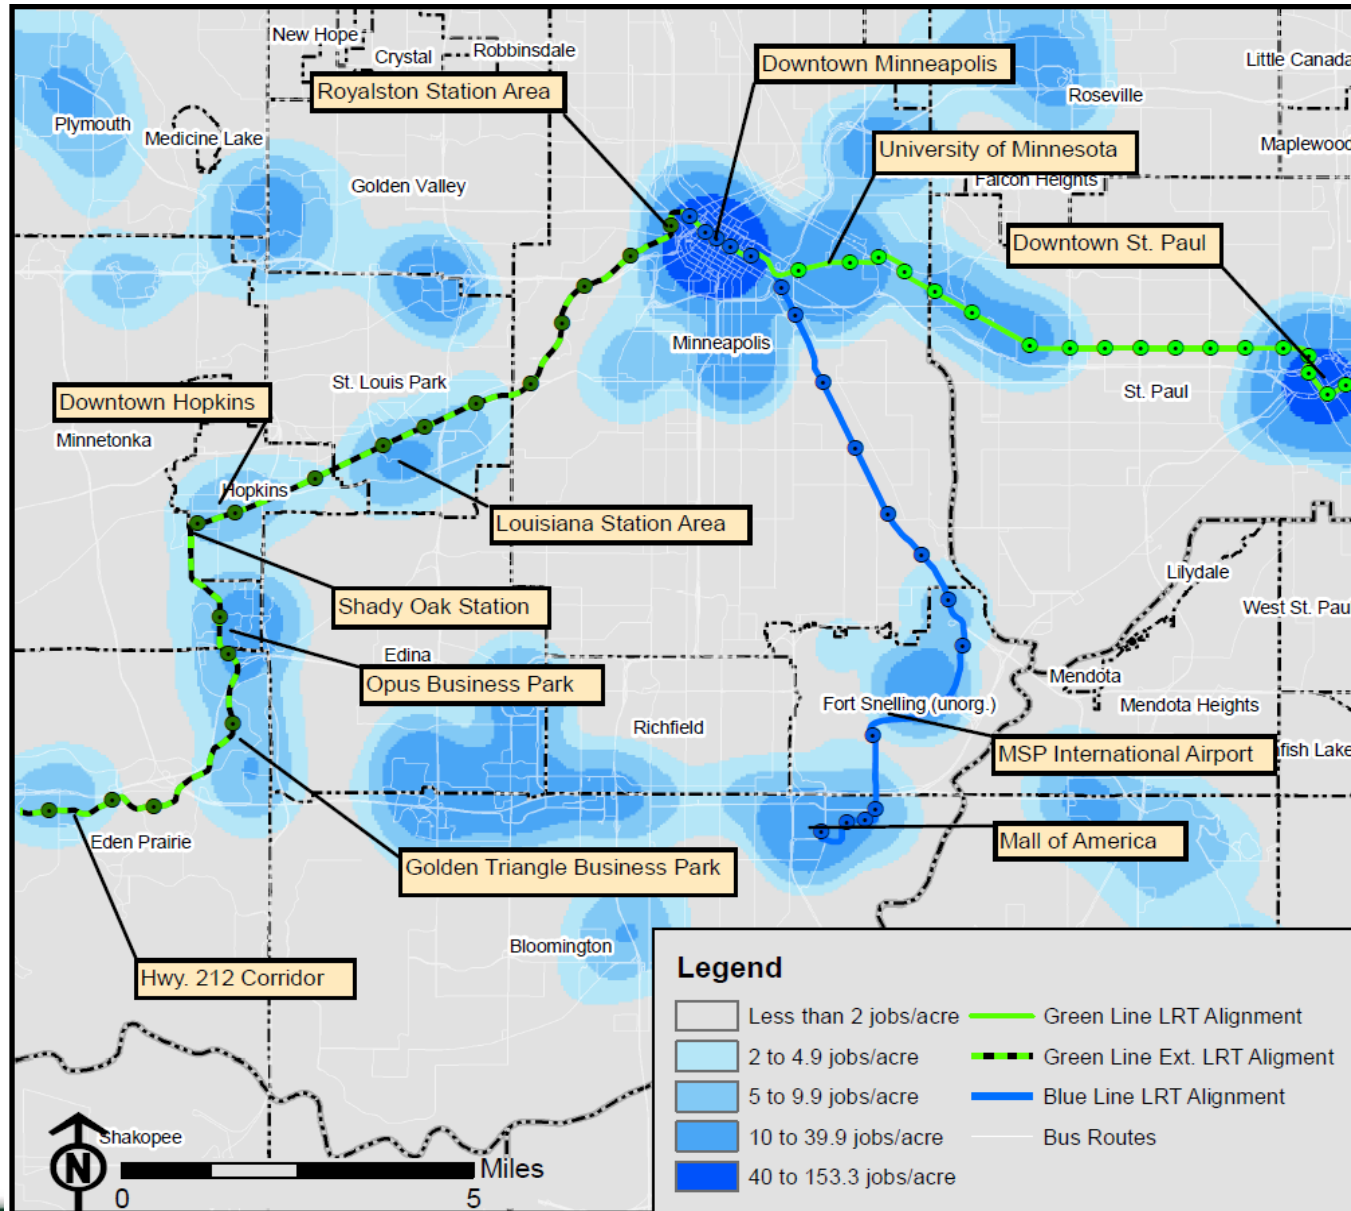 New Hope
Crystal
Robbinsdale
Downtown Minneapolis
Little Canada
Royalston Station Area
Roseville
Plymouth
Medicine Lake
University of Minnesota
Maplewood
Golden Valley
Falcon Heights
Downtown St. Paul
Minneapolis
St. Louis Park
St. Paul
Downtown Hopkins
Minnetonka
Hopkins
Louisiana Station Area
Lilydale
Shady Oak Station
West St. Pau
Edina
Opus Business Park
Mendota
Fort Snelling (unorg.)
Mendota Heights
Richfield
MSP International Airport
fish Lake
Eden Prairie
Mall of America
Golden Triangle Business Park
Bloomington
Hwy. 212 Corridor
Legend
Less than 2 jobs/acre
2 to 4.9 jobs/acre
5 to 9.9 jobs/acre
10 to 39.9 jobs/acre
40 to 153.3 jobs/acre
Green Line LRT Alignment
Green Line Ext. LRT Aligment
Blue Line LRT Alignment
Bus Routes
Shakopee
N
Miles
0
5